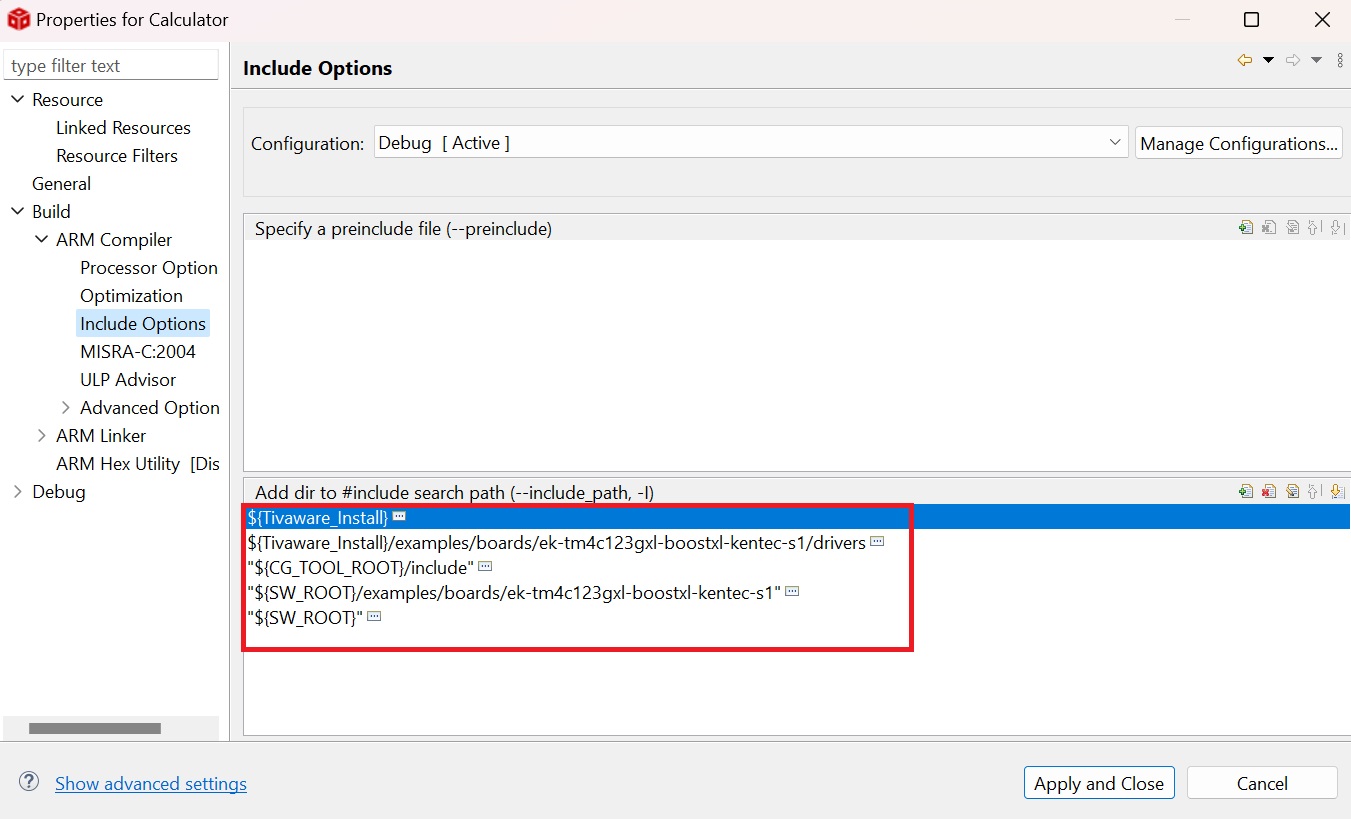 Properties for Calculator
type filter text
Resource
Linked Resources
Resource Filters
General
Build
ARM Compiler
Processor Option
Optimization
Include Options
MISRA-C:2004
ULP Advisor
Advanced Option
ARM Linker
ARM Hex Utility [Dis
Debug
Include Options
Configuration:
Debug [ Active ]
Manage Configurations...
Specify a preinclude file (--preinclude)
Add dir to #include search path (--include_path, -I)
${Tivaware_Install}
${Tivaware_Install}/examples/boards/ek-tm4c123gxl-boostxl-kentec-s1/drivers
"${CG_TOOL_ROOT}/include"
"${SW_ROOT}/examples/boards/ek-tm4c123gxl-boostxl-kentec-s1"
"${SW_ROOT}"
Show advanced settings
Apply and Close
Cancel